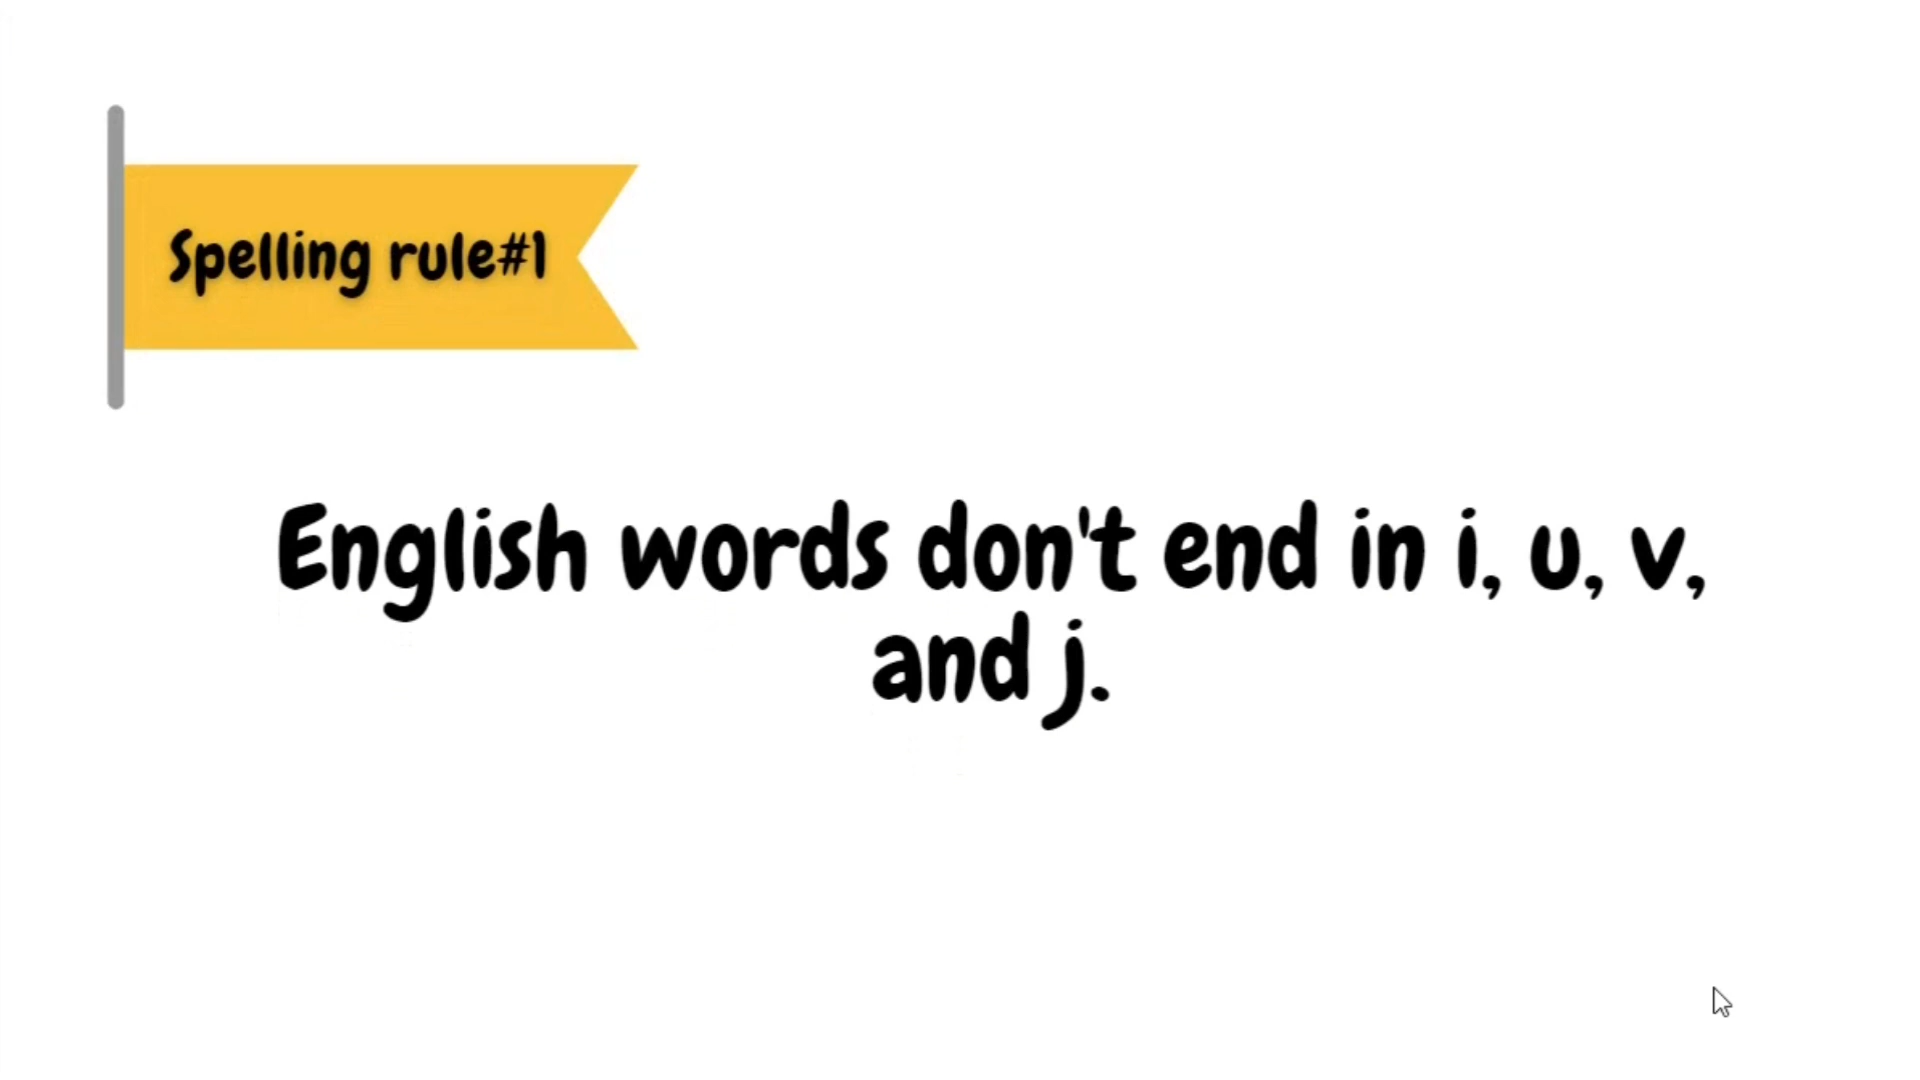 Spelling rule#1
English words don't end in i, u, v,
and j.